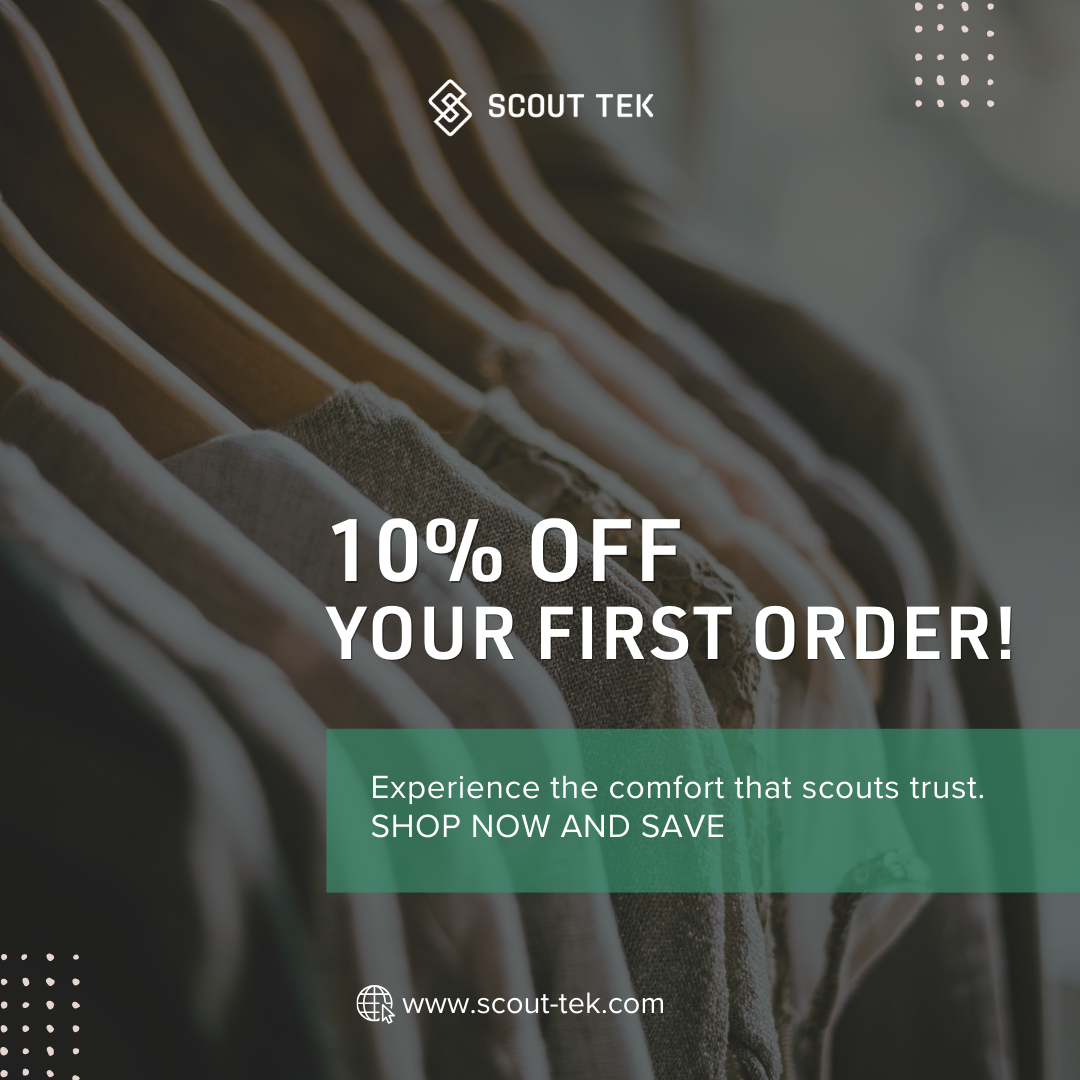 SCOUT TEK
10% OFF
YOUR FIRST ORDER!
Experience the comfort that scouts trust.
SHOP NOW AND SAVE
www.scout-tek.com